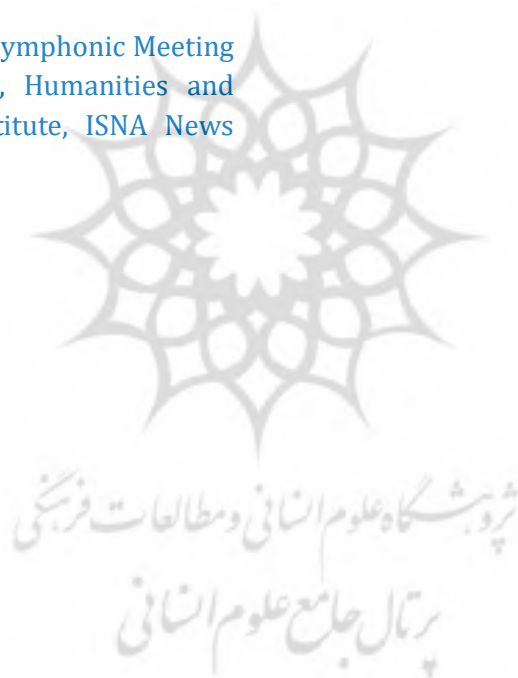 ymphonic Meeting
, Humanities and
titute, ISNA News
پژوهشگاه علوم انسانی و مطالعات فرهنگی
پرتال جامع علوم انسانی